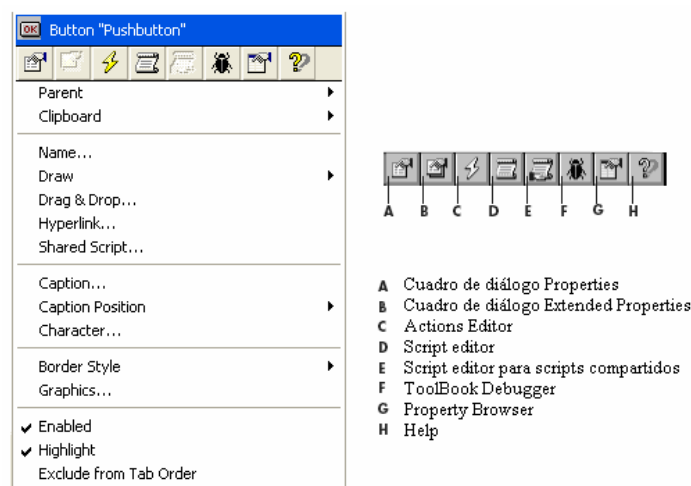 OK Button "Pushbutton"
Parent
Clipboard
Name...
Draw
Drag & Drop...
Hyperlink...
Shared Script...
Caption...
Caption Position
Character...
Border Style
Graphics...
Enabled
Highlight
Exclude from Tab Order
A B C D E F G H
A Cuadro de diálogo Properties
B Cuadro de diálogo Extended Properties
C Actions Editor
D Script editor
E Script editor para scripts compartidos
F ToolBook Debugger
G Property Browser
H Help